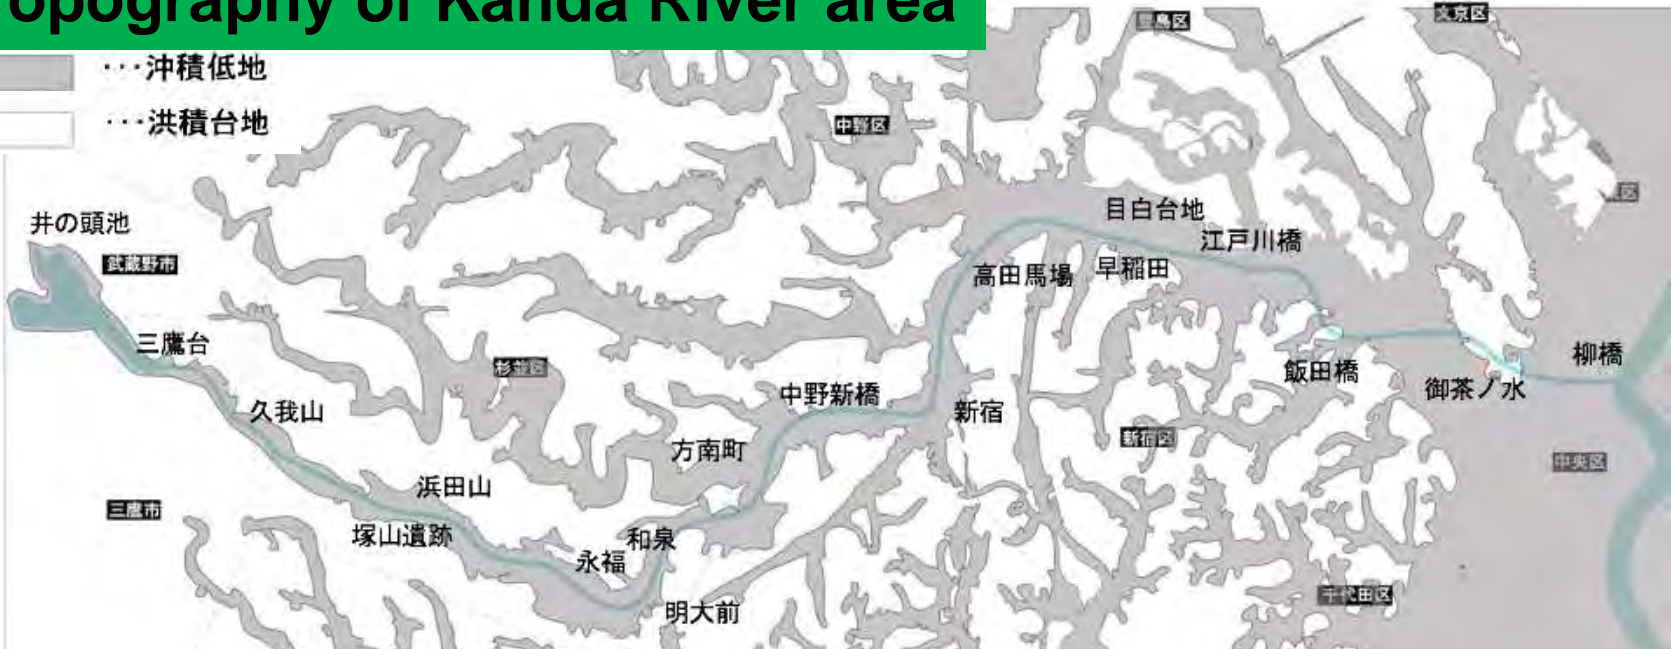 opography of Kanda River area
･･･沖積低地
･･･洪積台地
豊島区
文京区
中野区
井の頭池
武蔵野市
目白台地
江戸川橋
高田馬場
早稲田
三鷹台
杉並区
飯田橋
柳橋
御茶ノ水
久我山
中野新橋
新宿
新宿区
方南町
中央区
浜田山
三鷹市
塚山遺跡
和泉
永福
明大前
千代田区